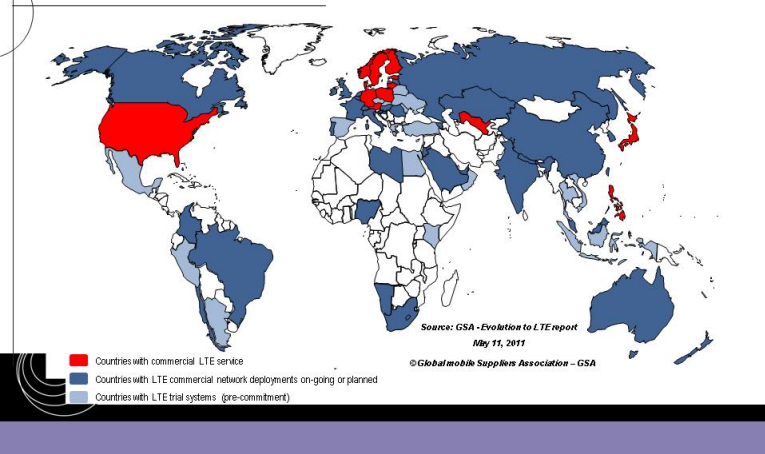 Source: GSA - Evolution to LTE report
May 11, 2011
© Global mobile Suppliers Association – GSA
Countries with commercial LTE service
Countries with LTE commercial network deployments on-going or planned
Countries with LTE trial systems (pre-commitment)